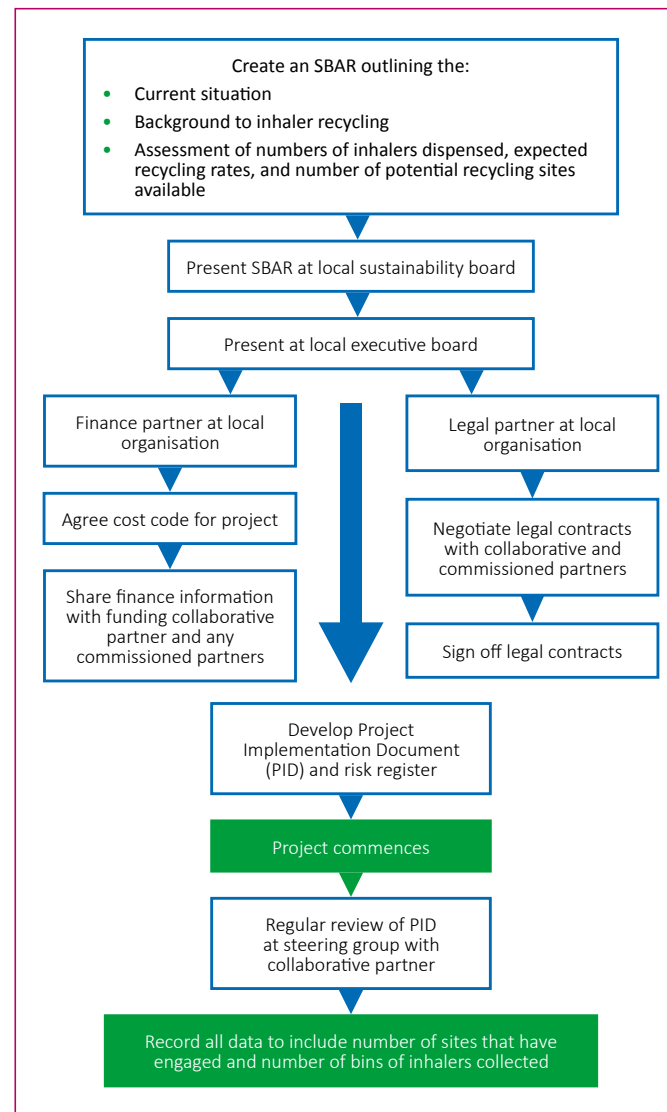 Create an SBAR outlining the:
• Current situation
• Background to inhaler recycling
• Assessment of numbers of inhalers dispensed, expected
recycling rates, and number of potential recycling sites
available
Present SBAR at local sustainability board
Present at local executive board
Finance partner at local
organisation
Agree cost code for project
Share finance information
with funding collaborative
partner and any
commissioned partners
Legal partner at local
organisation
Negotiate legal contracts
with collaborative and
commissioned partners
Sign off legal contracts
Develop Project
Implementation Document
(PID) and risk register
Project commences
Regular review of PID
at steering group with
collaborative partner
Record all data to include number of sites that have
engaged and number of bins of inhalers collected